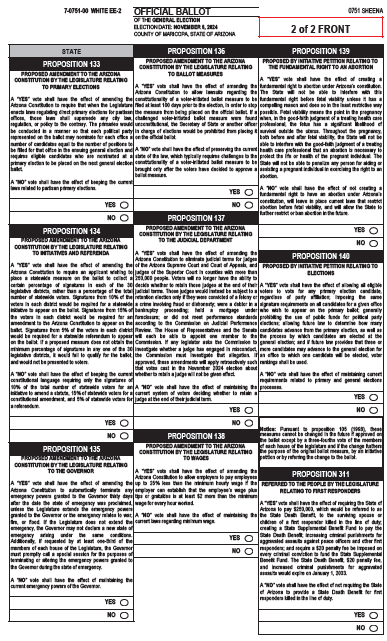 7-0751-00 WHITE EE-2
OFFICIAL BALLOT
OF THE GENERAL ELECTION
ELECTION DATE: NOVEMBER 5, 2024
COUNTY OF MARICOPA, STATE OF ARIZONA
0751 SHEENA
2 of 2 FRONT
STATE
PROPOSITION 133
PROPOSED AMENDMENT TO THE ARIZONA
CONSTITUTION BY THE LEGISLATURE RELATING
TO PRIMARY ELECTIONS
A "YES" vote shall have the effect of amending the
Arizona Constitution to require that when the Legislature
enacts laws regulating direct primary elections for partisan
offices, those laws shall supersede any city law,
regulation, or policy to the contrary. The primaries would
be conducted in a manner so that each political party
represented on the ballot may nominate for each office a
number of candidates equal to the number of positions to
be filled for that office in the ensuing general election and
require eligible candidates who are nominated at a
primary election to be placed on the next general election
ballot.
A "NO" vote shall have the effect of keeping the current
laws related to partisan primary elections.
YES
NO
PROPOSITION 134
PROPOSED AMENDMENT TO THE ARIZONA
CONSTITUTION BY THE LEGISLATURE RELATING
TO INITIATIVES AND REFERENDA
A "YES" vote shall have the effect of amending the
Arizona Constitution to require an applicant wishing to
place a statewide measure on the ballot to collect a
certain percentage of signatures in each of the 30
legislative districts, rather than a percentage of the total
number of statewide voters. Signatures from 10% of the
voters in each district would be required for a statewide
initiative to appear on the ballot. Signatures from 15% of
voters in each district would be required for an
amendment to the Arizona Constitution to appear on the
ballot. Signatures from 5% of the voters in each district
would be required for a statewide referendum to appear
on the ballot. If a proposed measure does not obtain the
minimum percentage of signatures in any one of the 30
legislative districts, it would fail to qualify for the ballot
and would not be presented to voters.
A "NO" vote shall have the effect of keeping the current
constitutional language requiring only the signatures of
10% of the total number of statewide voters for an
initiative to amend a statute, 15% of statewide voters for a
constitutional amendment, and 5% of statewide voters for
a referendum.
YES
NO
PROPOSITION 135
PROPOSED AMENDMENT TO THE ARIZONA
CONSTITUTION BY THE LEGISLATURE RELATING
TO THE GOVERNOR
A "YES" vote shall have the effect of amending the
Arizona Constitution to automatically terminate the
emergency powers granted to the Governor thirty days
after the date the state of emergency was proclaimed,
unless the Legislature extends the emergency powers
granted to the Governor or the emergency relates to war,
fire, or flood. If the Legislature does not extend the
emergency, the Governor may not declare a new state of
emergency arising under the same conditions.
Additionally, if requested by at least one-third of the
members of each house of the Legislature, the Governor
must promptly call a special session for the purposes of
terminating or altering the emergency powers granted to
the Governor during the state of emergency.
A "NO" vote shall have the effect of maintaining the
current emergency powers of the Governor.
YES
NO
PROPOSITION 136
PROPOSED AMENDMENT TO THE ARIZONA
CONSTITUTION BY THE LEGISLATURE RELATING
TO BALLOT MEASURES
A "YES" vote shall have the effect of amending the
Arizona Constitution to allow lawsuits regarding the
constitutionality of a voter-initiated ballot measure to be
filed at least 100 days prior to the election, in order to stop
the measure from being voted on the official ballot. If a
challenged voter-initiated ballot measure were found
unconstitutional, the Secretary of State or another officer
in charge of elections would be prohibited from placing it
on the official ballot.
A "NO" vote shall have the effect of preserving the current
state of the law, which typically requires challenges to the
constitutionality of a voter-initiated ballot measure to be
brought only after the voters have decided to approve a
ballot measure.
YES
NO
PROPOSITION 137
PROPOSED AMENDMENT TO THE ARIZONA
CONSTITUTION BY THE LEGISLATURE RELATING
TO THE JUDICIAL DEPARTMENT
A "YES" vote shall have the effect of amending the
Arizona Constitution to eliminate judicial terms for judges
of the Arizona Supreme Court and Court of Appeals, and
judges of the Superior Court in counties with more than
250,000 people. Voters will no longer have the ability to
decide whether to retain those judges at the end of their
judicial terms. Those judges would instead be subject to a
retention election only if they were convicted of a felony or
a crime involving fraud or dishonesty; were a debtor in a
bankruptcy proceeding; held a mortgage under
foreclosure; or did not meet performance standards
according to the Commission on Judicial Performance
Review. The House of Representatives and the Senate
will each be able to appoint one member to the
Commission. If any legislator asks the Commission to
investigate whether a judge has engaged in misconduct,
the Commission must investigate that allegation. If
approved, these amendments will apply retroactively such
that votes cast in the November 2024 election about
whether to retain a judge will not be given effect.
A "NO" vote shall have the effect of maintaining the
current system of voters deciding whether to retain a
judge at the end of their judicial term.
YES
NO
PROPOSITION 138
PROPOSED AMENDMENT TO THE ARIZONA
CONSTITUTION BY THE LEGISLATURE RELATING
TO WAGES
A "YES" vote shall have the effect of amending the
Arizona Constitution to allow employers to pay employees
up to 25% less than the minimum hourly wage if the
employer can establish that the employee's wage plus
tips or gratuities is at least $2 more than the minimum
wage for every hour worked.
A "NO" vote shall have the effect of maintaining the
current laws regarding minimum wage.
YES
NO
PROPOSITION 139
PROPOSED BY INITIATIVE PETITION RELATING TO
THE FUNDAMENTAL RIGHT TO AN ABORTION
A "YES" vote shall have the effect of creating a
fundamental right to abortion under Arizona's constitution.
The State will not be able to interfere with this
fundamental right before fetal viability unless it has a
compelling reason and does so in the least restrictive way
possible. Fetal viability means the point in the pregnancy
when, in the good-faith judgment of a treating health care
professional, the fetus has a significant likelihood of
survival outside the uterus. Throughout the pregnancy,
both before and after fetal viability, the State will not be
able to interfere with the good-faith judgment of a treating
health care professional that an abortion is necessary to
protect the life or health of the pregnant individual. The
State will not be able to penalize any person for aiding or
assisting a pregnant individual in exercising the right to an
abortion.
A "NO" vote shall have the effect of not creating a
fundamental right to have an abortion under Arizona's
constitution, will leave in place current laws that restrict
abortion before fetal viability, and will allow the State to
further restrict or ban abortion in the future.
YES
NO
PROPOSITION 140
PROPOSED BY INITIATIVE PETITION RELATING TO
ELECTIONS
A "YES" vote shall have the effect of allowing all eligible
voters to vote for any primary election candidate,
regardless of party affiliation; imposing the same
signature requirements on all candidates for a given office
who wish to appear on the primary ballot; generally
prohibiting the use of public funds for political party
elections; allowing future law to determine how many
candidates advance from the primary election, as well as
the process by which candidates are elected at the
general election; and if future law provides that three or
more candidates may advance to the general election for
an office to which one candidate will be elected, voter
rankings shall be used.
A "NO" vote shall have the effect of maintaining current
requirements related to primary and general elections
processes.
YES
NO
Notice: Pursuant to proposition 105 (1998), these
measures cannot be changed in the future if approved on
the ballot except by a three-fourths vote of the members
of each house of the legislature and if the change furthers
the purpose of the original ballot measure, by an initiative
petition or by referring the change to the ballot.
PROPOSITION 311
REFERRED TO THE PEOPLE BY THE LEGISLATURE
RELATING TO FIRST RESPONDERS
A "YES" vote shall have the effect of requiring the State of
Arizona to pay $250,000, which would be referred to as
the State Death Benefit, to the surviving spouse or
children of a first responder killed in the line of duty;
creating a State Supplemental Benefit Fund to pay the
State Death Benefit; increasing criminal punishments for
aggravated assaults against peace officers and other first
responders; and require a $20 penalty fee be imposed on
every criminal conviction to fund the State Supplemental
Benefit Fund. The State Death Benefit, $20 penalty fee,
and increased criminal punishments for aggravated
assaults would expire on January 1, 2033.
A "NO" vote shall have the effect of not requiring the State
of Arizona to provide a State Death Benefit for first
responders killed in the line of duty.
YES
NO